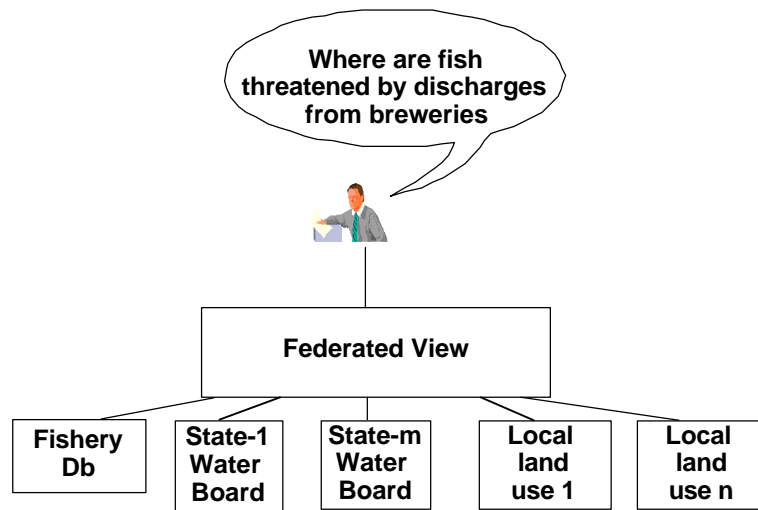 Where are fish
threatened by discharges
from breweries
Federated View
Fishery
Db
State-1
Water
Board
State-m
Water
Board
Local
land
use 1
Local
land
use n